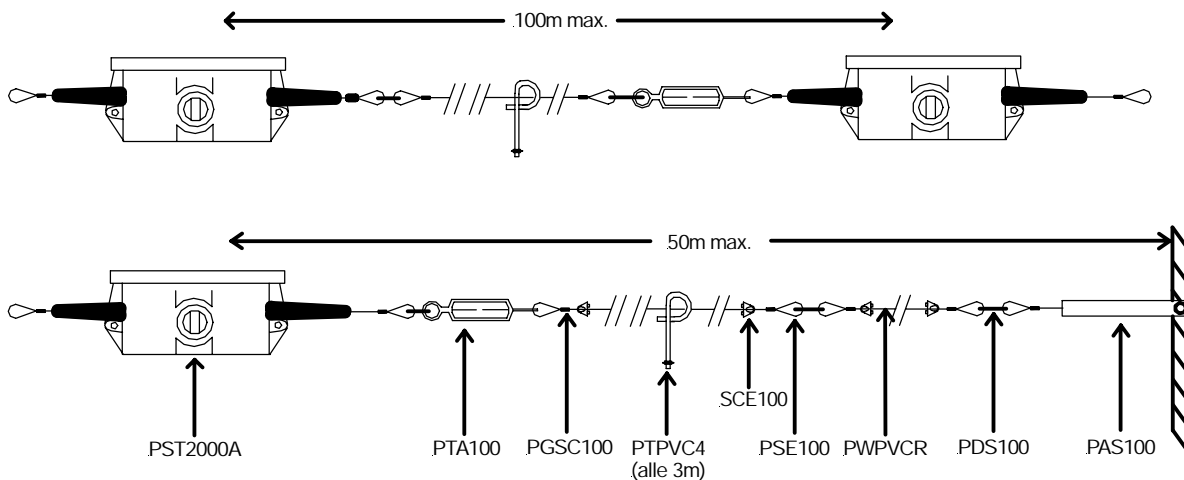 100m max.
50m max.
SCE100
PST2000A
PTA100
PGSC100
PTPVC4
(alle 3m)
PSE100
PWPVCR
PDS100
PAS100